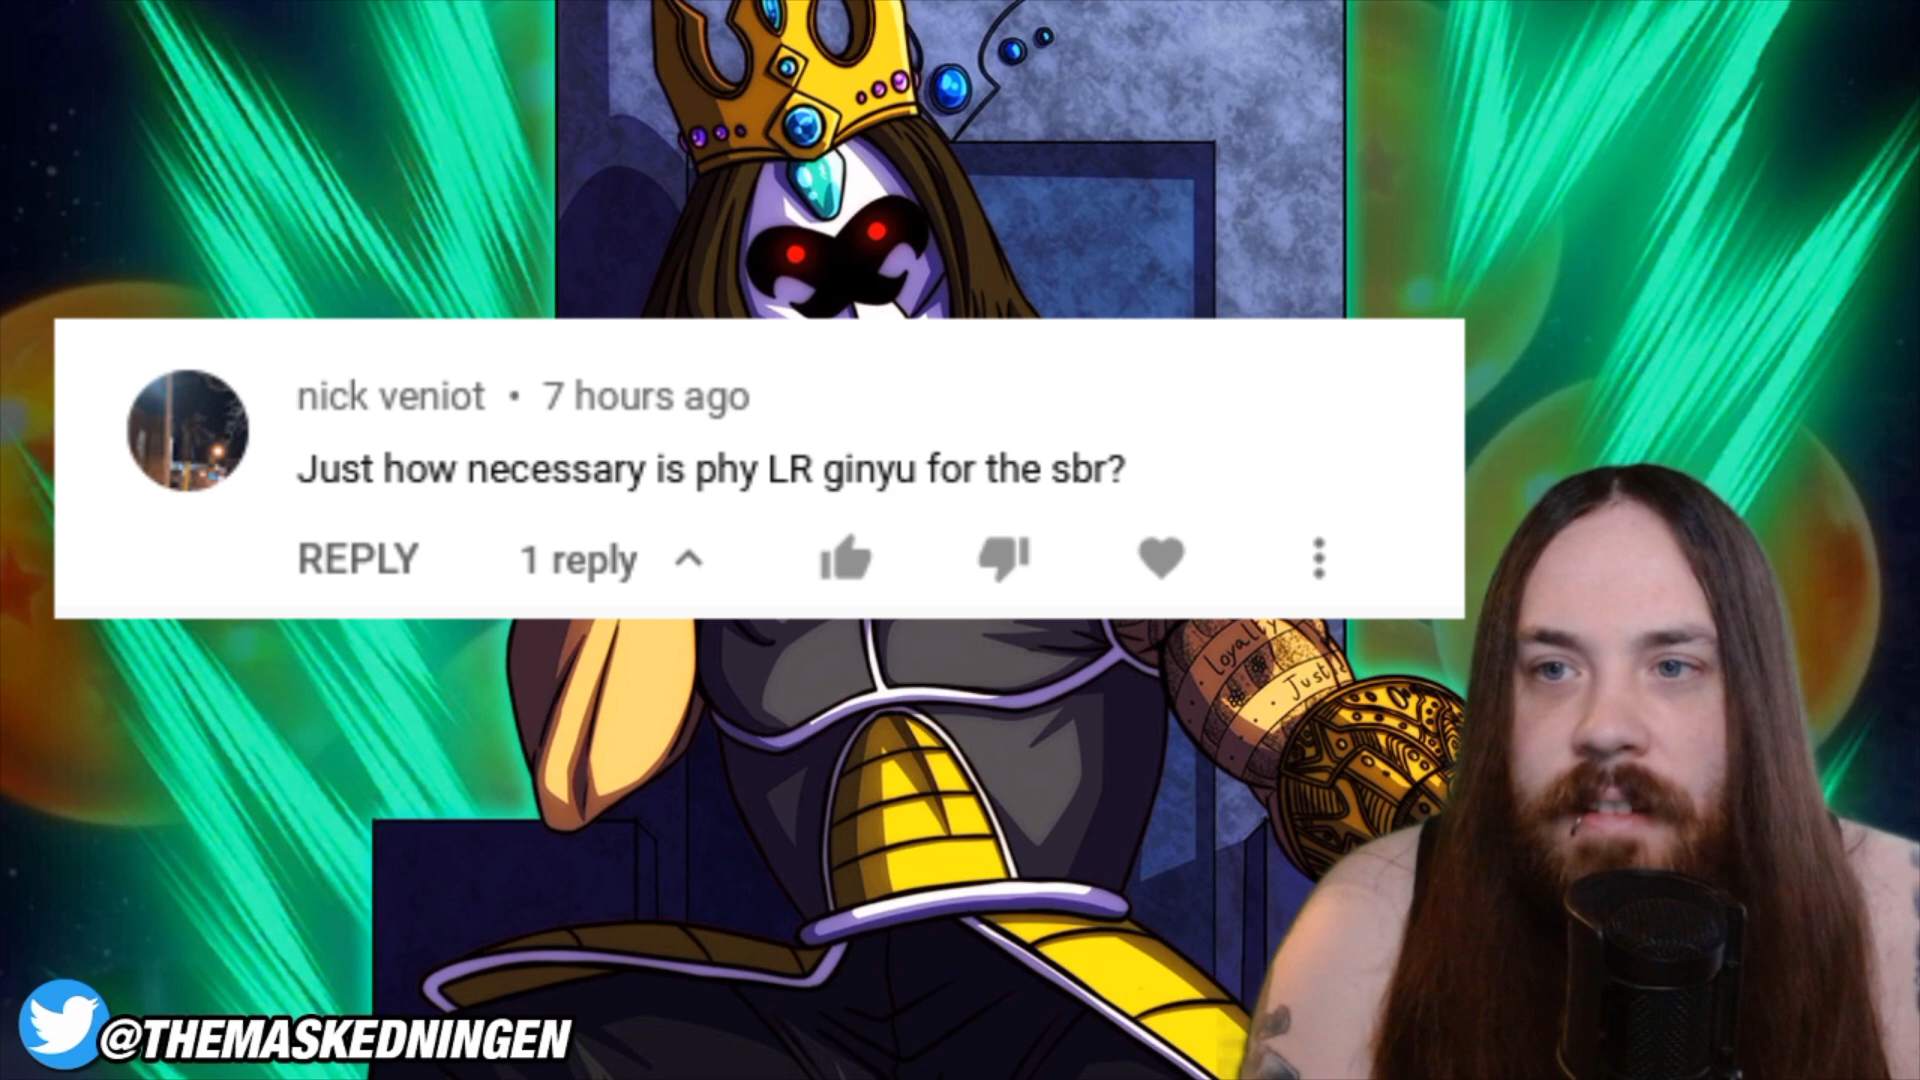 nick veniot • 7 hours ago
Just how necessary is phy LR ginyu for the sbr?
REPLY 1 reply
Loyalty
Just
@THEMASKEDNINGEN